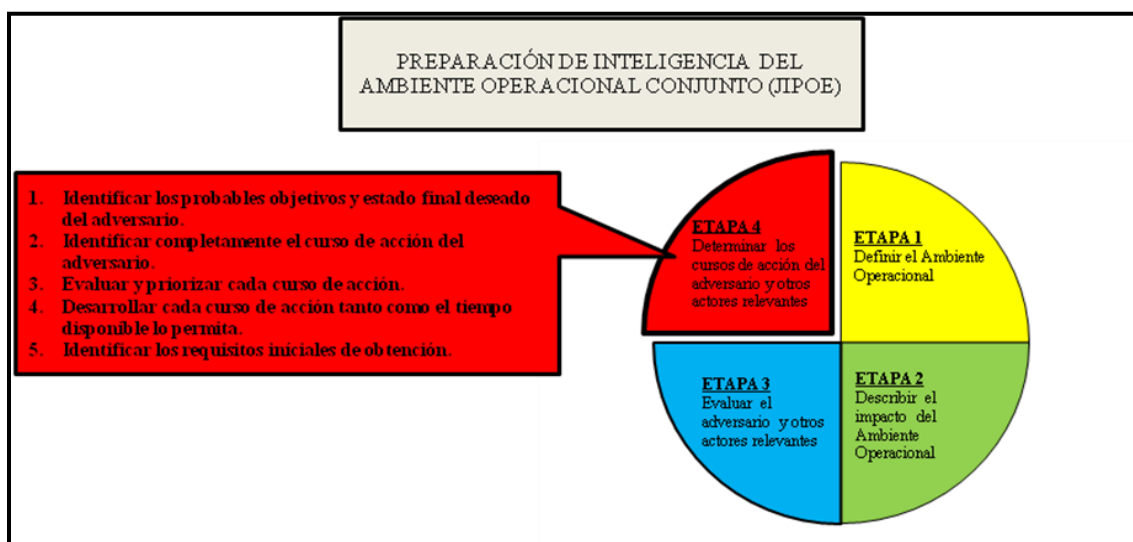 PREPARACIÓN DE INTELIGENCIA DEL
AMBIENTE OPERACIONAL CONJUNTO (JIPOE)
1. Identificar los probables objetivos y estado final deseado
del adversario.
2. Identificar completamente el curso de acción del
adversario.
3. Evaluar y priorizar cada curso de acción.
4. Desarrollar cada curso de acción tanto como el tiempo
disponible lo permita.
5. Identificar los requisitos iniciales de obtención.
ETAPA 4
Determinar los
cursos de acción del
adversario y otros
actores relevantes
ETAPA 1
Definir el Ambiente
Operacional
ETAPA 3
Evaluar el
adversario y otros
actores relevantes
ETAPA 2
Describir el
impacto del
Ambiente
Operacional